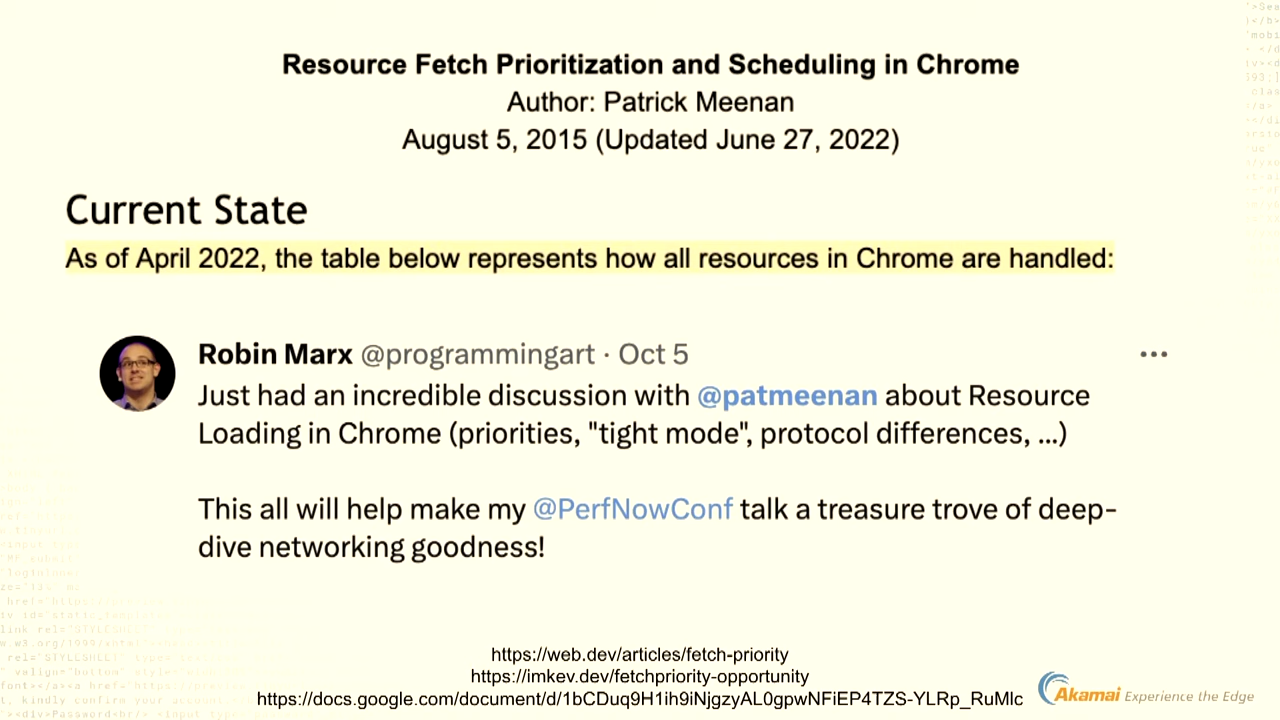 Resource Fetch Prioritization and Scheduling in Chrome
Author: Patrick Meenan
August 5, 2015 (Updated June 27, 2022)
Current State
As of April 2022, the table below represents how all resources in Chrome are handled:
Robin Marx @programmingart · Oct 5
Just had an incredible discussion with @patmeenan about Resource
Loading in Chrome (priorities, "tight mode", protocol differences, ...)
This all will help make my @PerfNowConf talk a treasure trove of deep-
dive networking goodness!
https://web.dev/articles/fetch-priority
https://imkev.dev/fetchpriority-opportunity
https://docs.google.com/document/d/1bCDuq9H1ih9iNjgzyAL0gpwNFiEP4TZS-YLRp_RuMlc
Akamai Experience the Edge